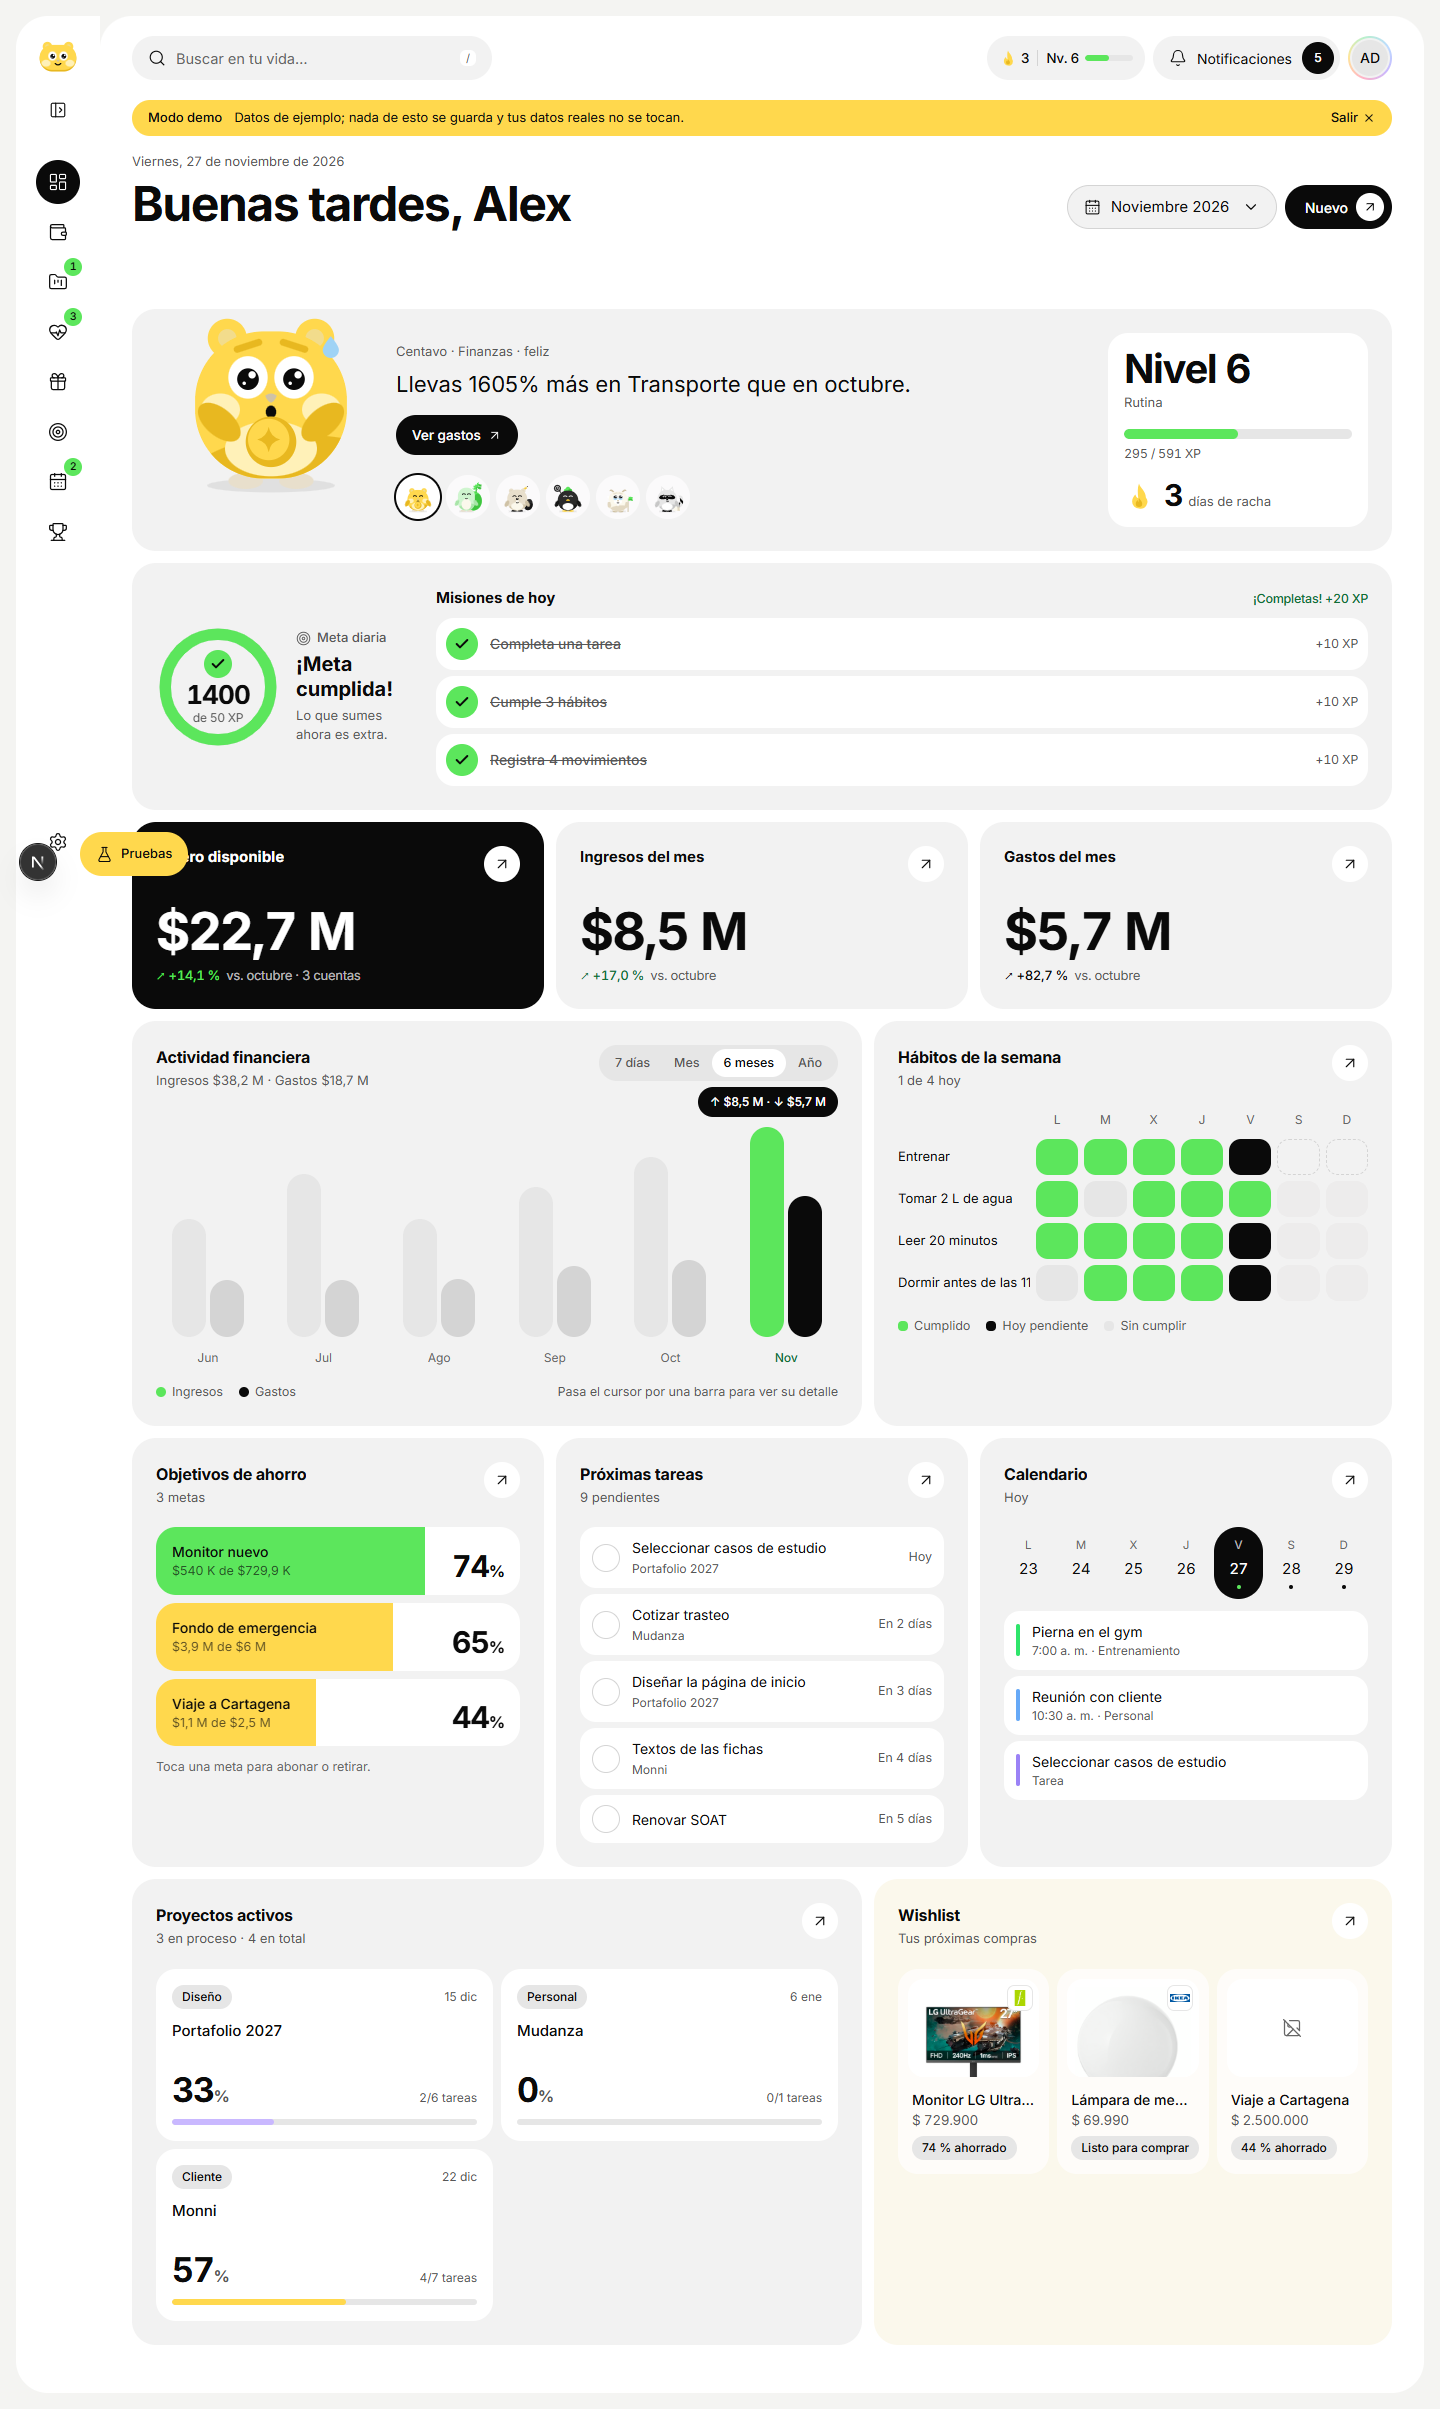 Buscar en tu vida...
/
3
Nv. 6
Notificaciones
5
AD
Modo demo Datos de ejemplo; nada de esto se guarda y tus datos reales no se tocan.
Salir ×
Viernes, 27 de noviembre de 2026
Buenas tardes, Alex
Noviembre 2026
Nuevo
1
3
2
Centavo · Finanzas · feliz
Llevas 1605% más en Transporte que en octubre.
Ver gastos
Nivel 6
Rutina
295 / 591 XP
3 días de racha
Meta diaria
¡Meta
cumplida!
Lo que sumes
ahora es extra.
1400
de 50 XP
Misiones de hoy
¡Completas! +20 XP
Completa una tarea
+10 XP
Cumple 3 hábitos
+10 XP
Registra 4 movimientos
+10 XP
N
Pruebas
ero disponible
$22,7 M
↗ +14,1 % vs. octubre · 3 cuentas
Ingresos del mes
$8,5 M
↗ +17,0 % vs. octubre
Gastos del mes
$5,7 M
↗ +82,7 % vs. octubre
Actividad financiera
Ingresos $38,2 M · Gastos $18,7 M
7 días Mes 6 meses Año
↑ $8,5 M · ↓ $5,7 M
Jun Jul Ago Sep Oct Nov
Ingresos Gastos
Pasa el cursor por una barra para ver su detalle
Hábitos de la semana
1 de 4 hoy
L M X J V S D
Entrenar
Tomar 2 L de agua
Leer 20 minutos
Dormir antes de las 11
Cumplido Hoy pendiente Sin cumplir
Objetivos de ahorro
3 metas
Monitor nuevo
$540 K de $729,9 K
74%
Fondo de emergencia
$3,9 M de $6 M
65%
Viaje a Cartagena
$1,1 M de $2,5 M
44%
Toca una meta para abonar o retirar.
Próximas tareas
9 pendientes
Seleccionar casos de estudio
Portafolio 2027
Hoy
Cotizar trasteo
Mudanza
En 2 días
Diseñar la página de inicio
Portafolio 2027
En 3 días
Textos de las fichas
Monni
En 4 días
Renovar SOAT
En 5 días
Calendario
Hoy
L M X J V S D
23 24 25 26 27 28 29
Pierna en el gym
7:00 a. m. · Entrenamiento
Reunión con cliente
10:30 a. m. · Personal
Seleccionar casos de estudio
Tarea
Proyectos activos
3 en proceso · 4 en total
Diseño
15 dic
Portafolio 2027
33%
2/6 tareas
Personal
6 ene
Mudanza
0%
0/1 tareas
Cliente
22 dic
Monni
57%
4/7 tareas
Wishlist
Tus próximas compras
LG UltraGear
27"
FHD 240Hz 1ms IPS
Monitor LG Ultra...
$ 729.900
74 % ahorrado
IKEA
Lámpara de me...
$ 69.990
Listo para comprar
Viaje a Cartagena
$ 2.500.000
44 % ahorrado